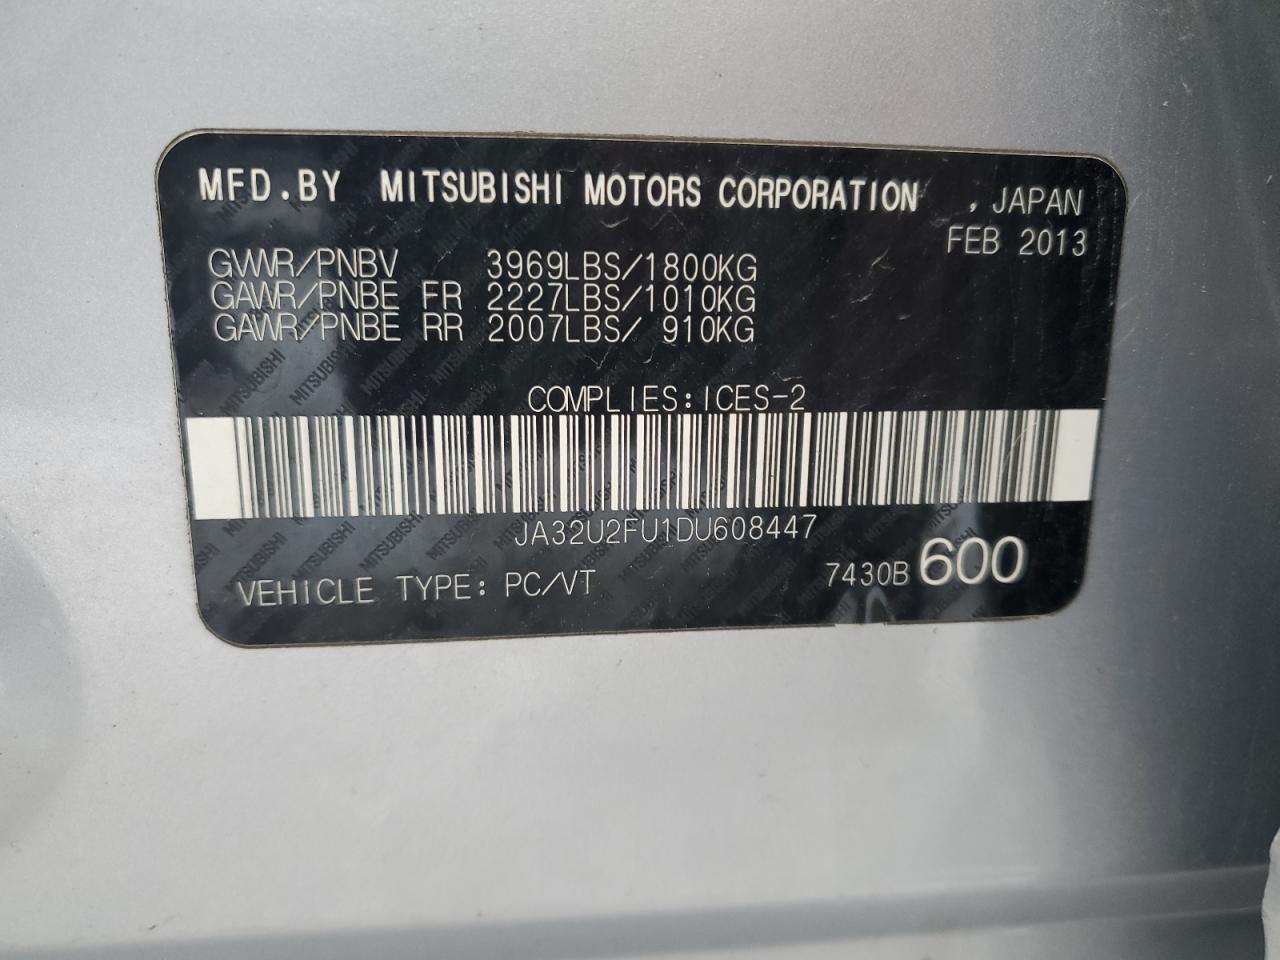 MFD.BY MITSUBISHI MOTORS CORPORATION , JAPAN
FEB 2013
GVWR/PNBV 3969LBS/1800KG
GAWR/PNBE FR 2227LBS/1010KG
GAWR/PNBE RR 2007LBS/ 910KG
COMPLIES:ICES-2
JA32U2FU1DU608447
VEHICLE TYPE: PC/VT 7430B 600